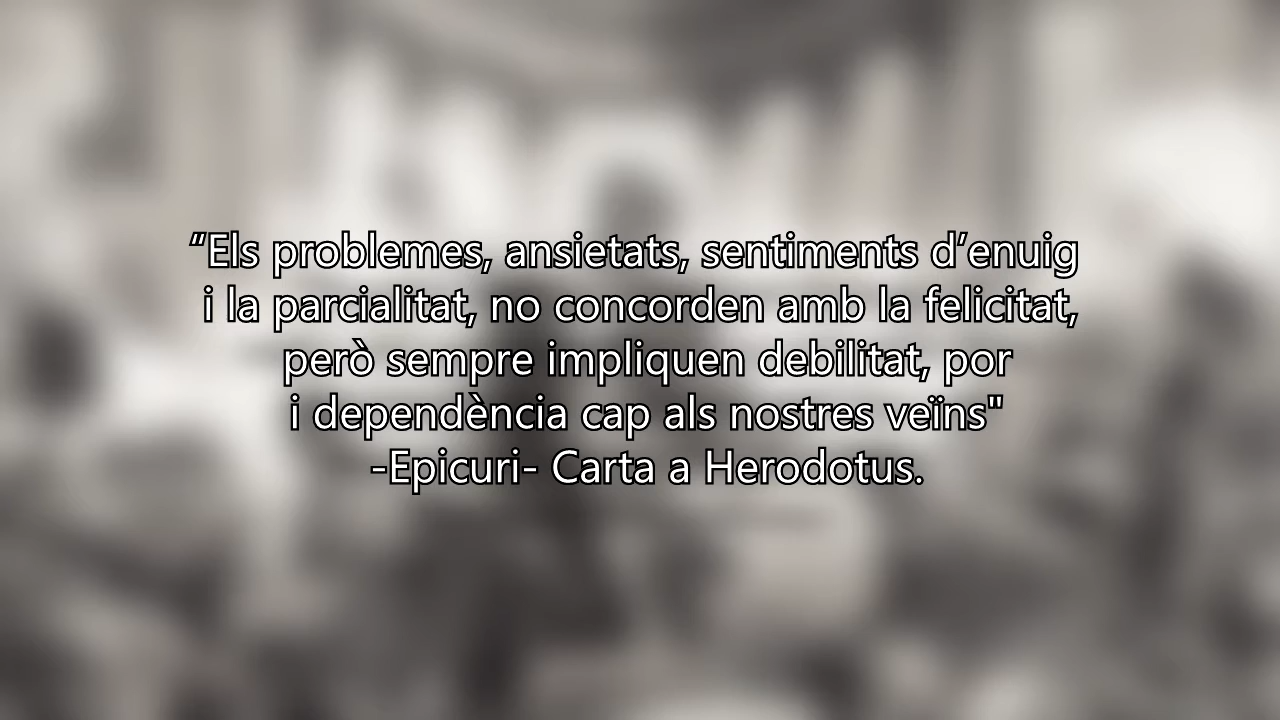 “Els problemes, ansietats, sentiments d’enuig
i la parcialitat, no concorden amb la felicitat,
però sempre impliquen debilitat, por
i dependència cap als nostres veïns"
-Epicuri- Carta a Herodotus.